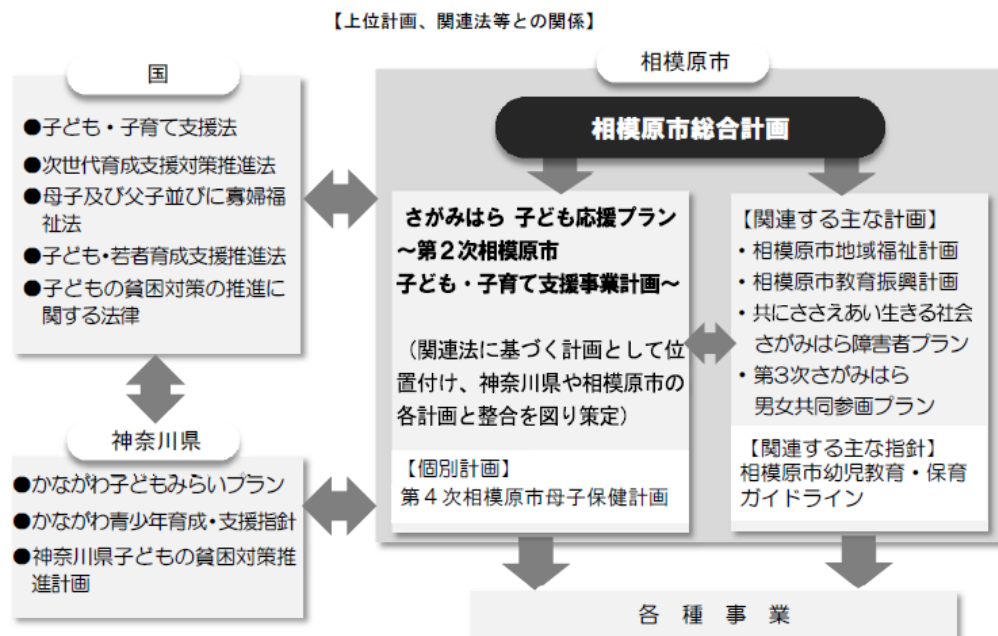 【上位計画、関連法等との関係】
国
●子ども・子育て支援法
●次世代育成支援対策推進法
●母子及び父子並びに寡婦福
祉法
●子ども・若者育成支援推進法
●子どもの貧困対策の推進に
関する法律
神奈川県
●かながわ子どもみらいプラン
●かながわ青少年育成・支援指針
●神奈川県子どもの貧困対策推
進計画
相模原市
相模原市総合計画
さがみはら 子ども応援プラン
～第２次相模原市
子ども・子育て支援事業計画～
（関連法に基づく計画として位
置付け、神奈川県や相模原市の
各計画と整合を図り策定）
【個別計画】
第４次相模原市母子保健計画
【関連する主な計画】
・相模原市地域福祉計画
・相模原市教育振興計画
・共にささえあい生きる社会
さがみはら障害者プラン
・第3次さがみはら
男女共同参画プラン
【関連する主な指針】
相模原市幼児教育・保育
ガイドライン
各 種 事 業